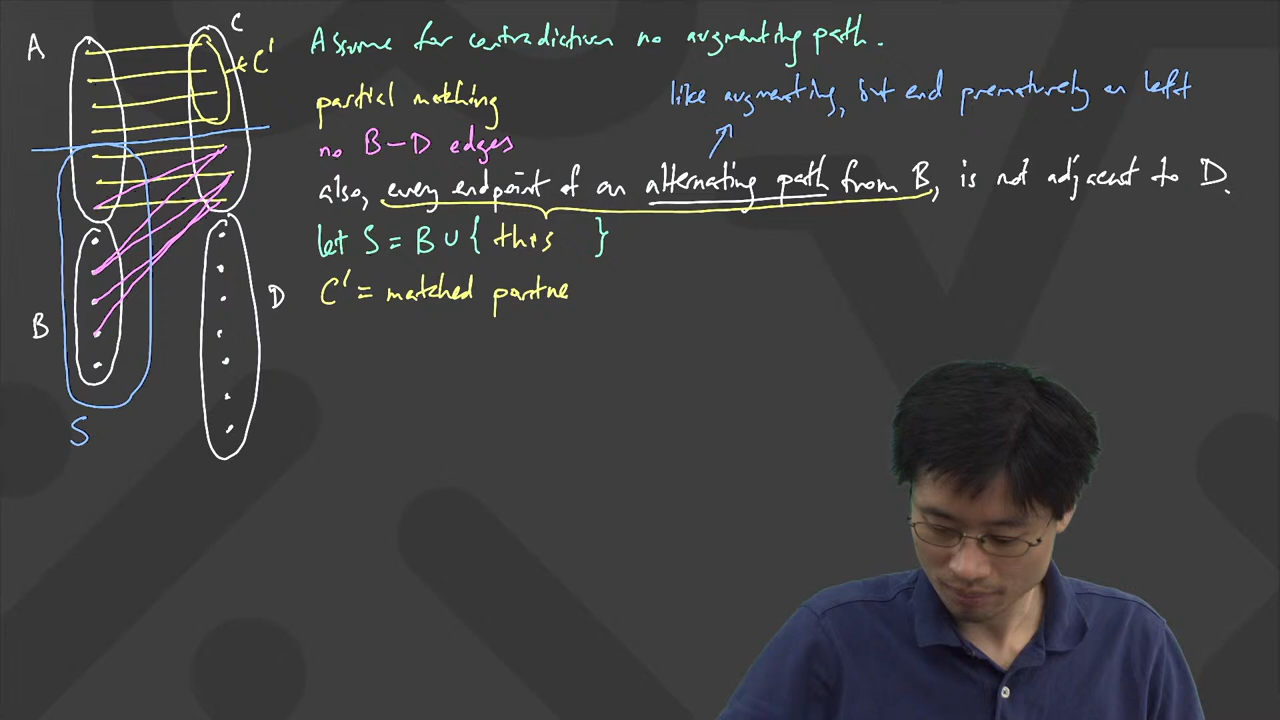 A
C
C'
B
D
S
Assume for contradiction no augmenting path.
partial matching
like augmenting, but end prematurely on left
no B-D edges
also, every endpoint of an alternating path from B, is not adjacent to D.
let S = B ∪ { this }
C' = matched partne